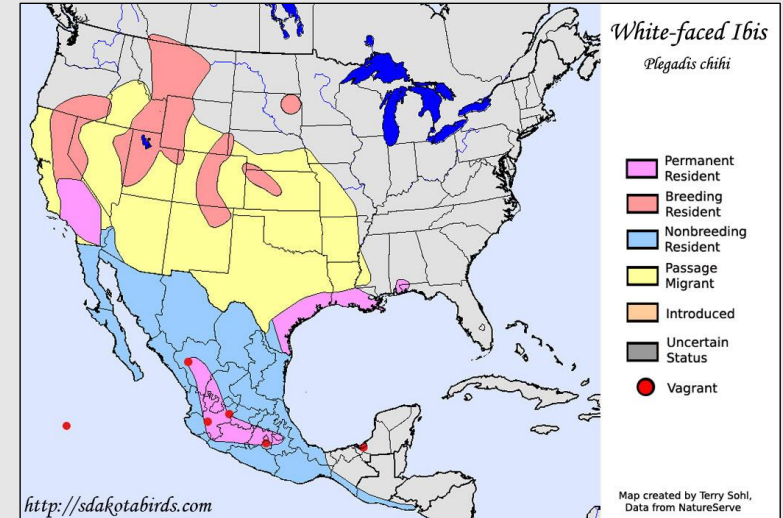 White-faced Ibis
Plegadis chihi
Permanent
Resident
Breeding
Resident
Nonbreeding
Resident
Passage
Migrant
Introduced
Uncertain
Status
Vagrant
Map created by Terry Sohl,
Data from NatureServe
http://sdakotabirds.com